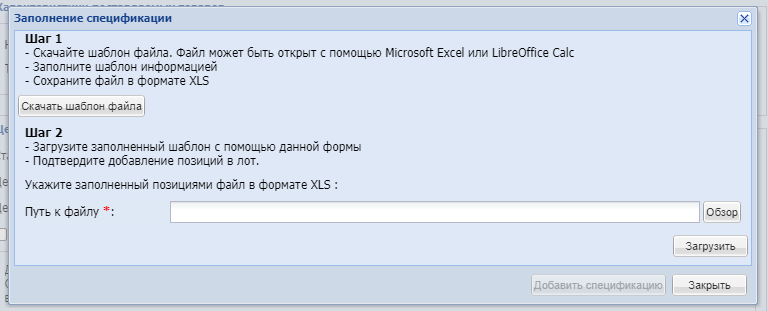 Заполнение спецификации
Шаг 1
- Скачайте шаблон файла. Файл может быть открыт с помощью Microsoft Excel или LibreOffice Calc
- Заполните шаблон информацией
- Сохраните файл в формате XLS
Скачать шаблон файла
Шаг 2
- Загрузите заполненный шаблон с помощью данной формы
- Подтвердите добавление позиций в лот.
Укажите заполненный позициями файл в формате XLS :
Путь к файлу *:
Обзор
Загрузить
Добавить спецификацию
Закрыть